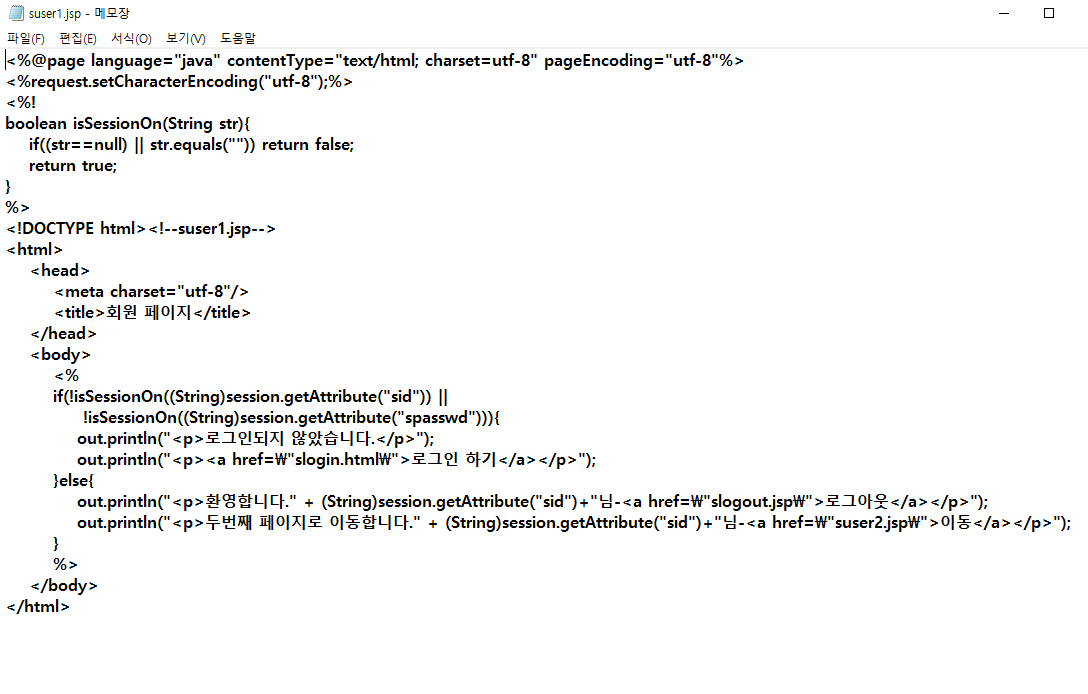 suser1.jsp - 메모장
파일(F) 편집(E) 서식(O) 보기(V) 도움말
<%@page language="java" contentType="text/html; charset=utf-8" pageEncoding="utf-8"%>
<%request.setCharacterEncoding("utf-8");%>
<%!
boolean isSessionOn(String str){
if((str==null) || str.equals("")) return false;
return true;
}
%>
<!DOCTYPE html><!--suser1.jsp-->
<html>
<head>
<meta charset="utf-8"/>
<title>회원 페이지</title>
</head>
<body>
<%
if(!isSessionOn((String)session.getAttribute("sid")) ||
!isSessionOn((String)session.getAttribute("spasswd"))){
out.println("<p>로그인되지 않았습니다.</p>");
out.println("<p><a href=₩"slogin.html₩">로그인 하기</a></p>");
}else{
out.println("<p>환영합니다." + (String)session.getAttribute("sid")+"님-<a href=₩"slogout.jsp₩">로그아웃</a></p>");
out.println("<p>두번째 페이지로 이동합니다." + (String)session.getAttribute("sid")+"님-<a href=₩"suser2.jsp₩">이동</a></p>");
}
%>
</body>
</html>